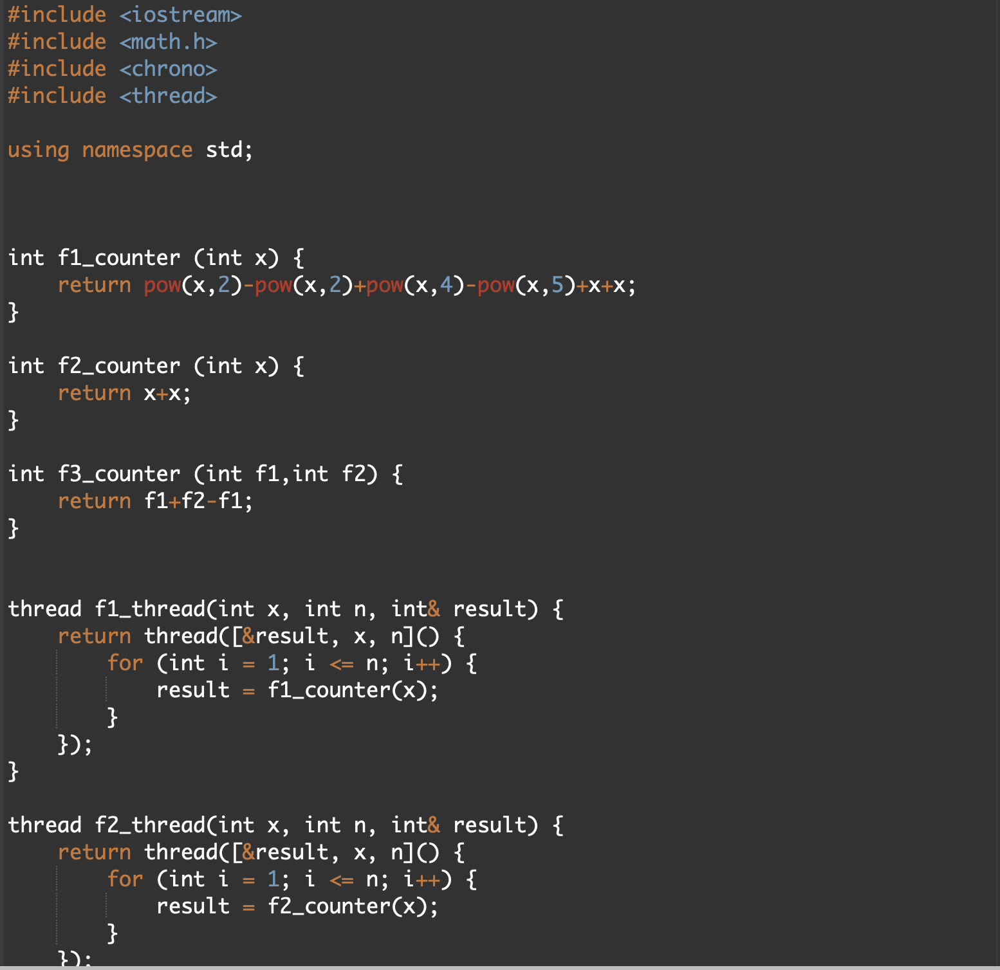 #include <iostream>
#include <math.h>
#include <chrono>
#include <thread>
using namespace std;
int f1_counter (int x) {
    return pow(x,2)-pow(x,2)+pow(x,4)-pow(x,5)+x+x;
}
int f2_counter (int x) {
    return x+x;
}
int f3_counter (int f1,int f2) {
    return f1+f2-f1;
}
thread f1_thread(int x, int n, int& result) {
    return thread([&result, x, n]() {
        for (int i = 1; i <= n; i++) {
            result = f1_counter(x);
        }
    });
}
thread f2_thread(int x, int n, int& result) {
    return thread([&result, x, n]() {
        for (int i = 1; i <= n; i++) {
            result = f2_counter(x);
        }
    });